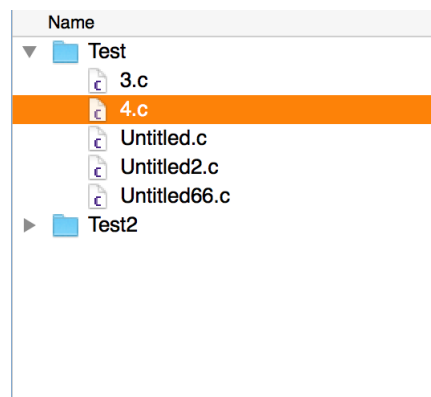 Name
Test
c 3.c
c 4.c
c Untitled.c
c Untitled2.c
c Untitled66.c
Test2